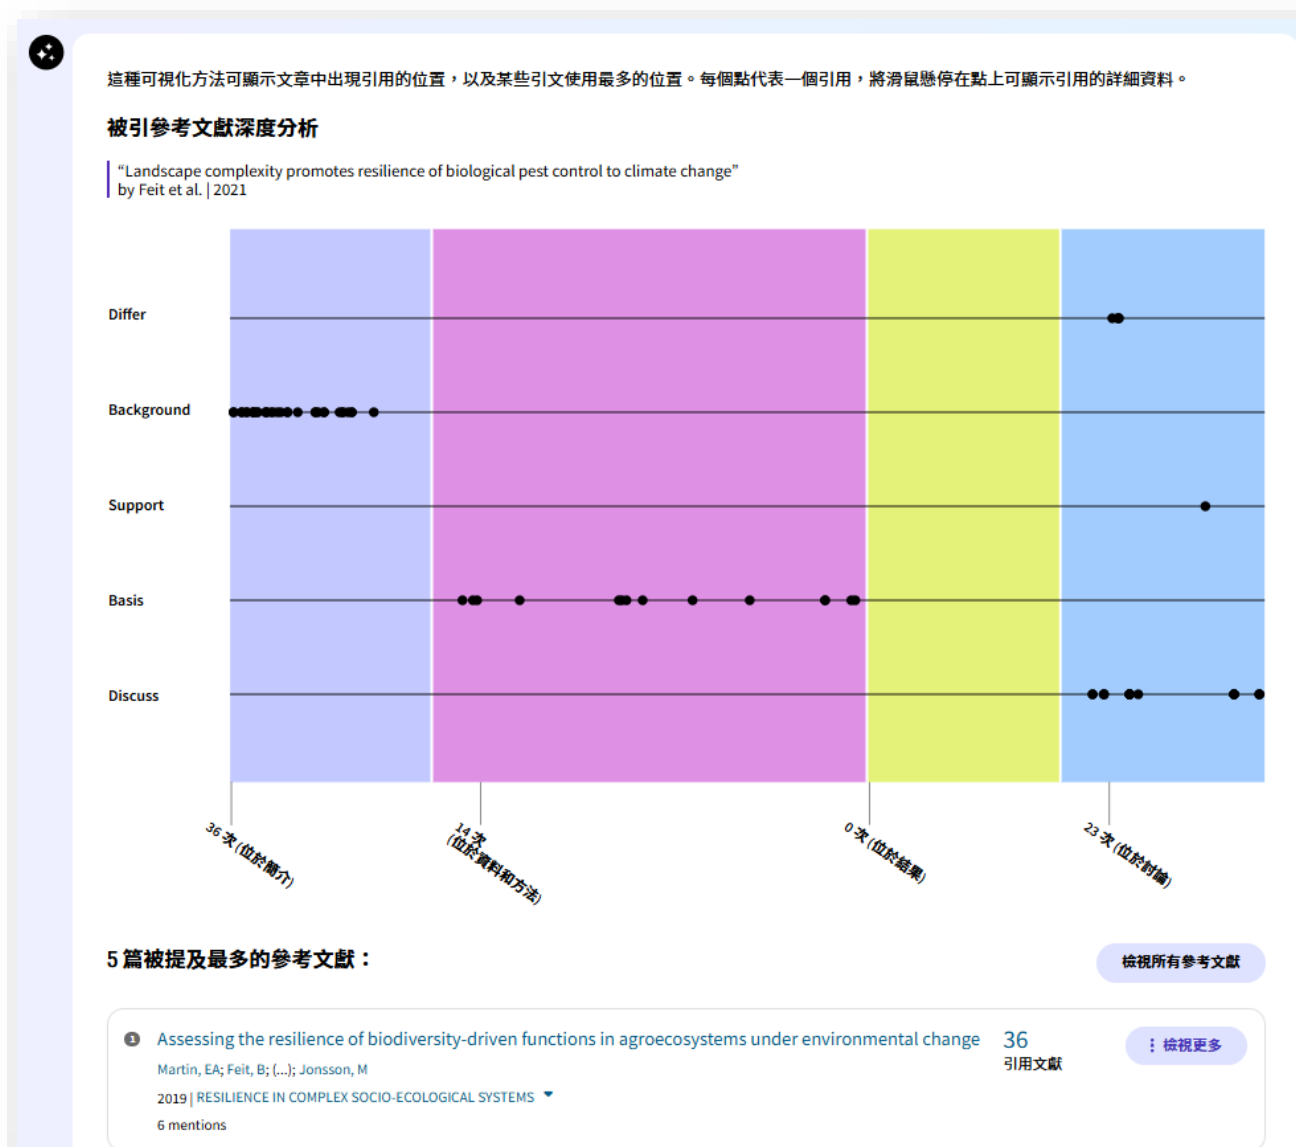 這種可視化方法可顯示文章中出現引用的位置，以及某些引文使用最多的位置。每個點代表一個引用，將滑鼠懸停在點上可顯示引用的詳細資料。
被引參考文獻深度分析
“Landscape complexity promotes resilience of biological pest control to climate change”
by Feit et al. | 2021
Differ
Background
Support
Basis
Discuss
36 次 (位於簡介)
14 次
(位於資料和方法)
0 次 (位於結果)
23 次 (位於討論)
5 篇被提及最多的參考文獻：
檢視所有參考文獻
1 Assessing the resilience of biodiversity-driven functions in agroecosystems under environmental change
Martin, EA; Feit, B; (...); Jonsson, M
2019 | RESILIENCE IN COMPLEX SOCIO-ECOLOGICAL SYSTEMS
6 mentions
36
引用文獻
檢視更多